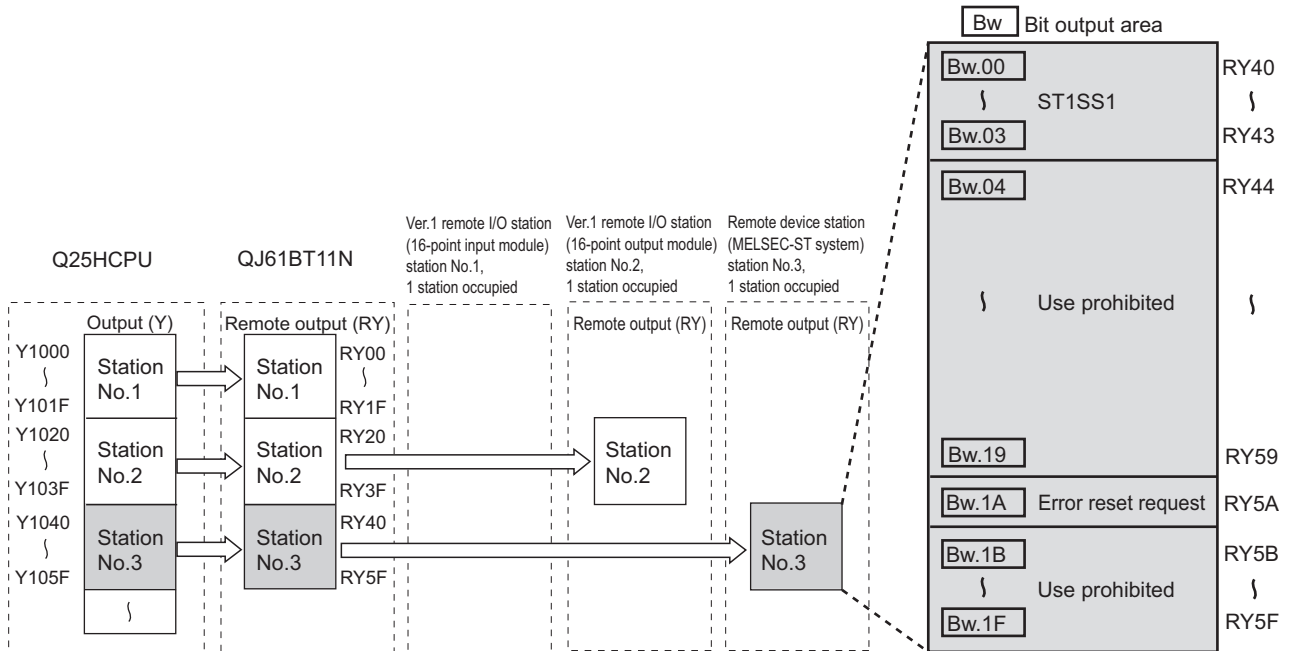 Bw Bit output area
Bw.00 RY40
ST1SS1
Bw.03 RY43
Bw.04 RY44
Use prohibited
Bw.19 RY59
Bw.1A Error reset request RY5A
Bw.1B RY5B
Use prohibited
Bw.1F RY5F
Q25HCPU
Output (Y)
Y1000
Station
No.1
Y101F
Y1020
Station
No.2
Y103F
Y1040
Station
No.3
Y105F
QJ61BT11N
Remote output (RY)
Station
No.1
RY00
RY1F
Station
No.2
RY20
RY3F
Station
No.3
RY40
RY5F
Ver.1 remote I/O station
(16-point input module)
station No.1,
1 station occupied
Ver.1 remote I/O station
(16-point output module)
station No.2,
1 station occupied
Remote output (RY)
Station
No.2
Remote device station
(MELSEC-ST system)
station No.3,
1 station occupied
Remote output (RY)
Station
No.3